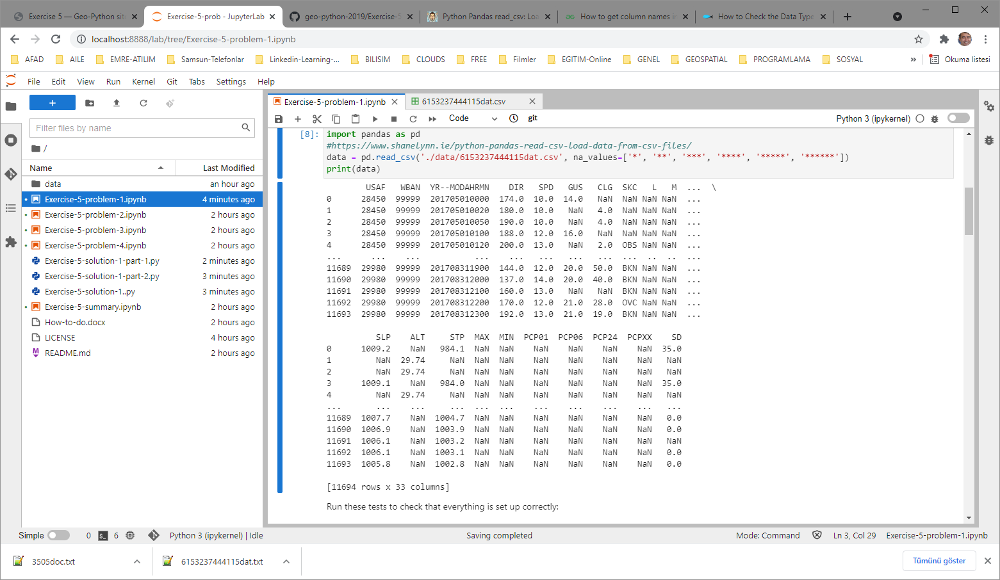 Exercise 5 — Geo-Python site
Exercise-5-prob - JupyterLab
geo-python-2019/Exercise-5
Python Pandas read_csv: Loa
How to get column names in
How to Check the Data Type
localhost:8888/lab/tree/Exercise-5-problem-1.ipynb
AFAD AILE EMRE-ATILIM Samsun-Telefonlar Linkedin-Learning-... BILISIM CLOUDS FREE Filmler EGITIM-Online GENEL GEOSPATIAL PROGRAMLAMA SOSYAL » Okuma listesi
File Edit View Run Kernel Git Tabs Settings Help
Exercise-5-problem-1.ipynb
6153237444115dat.csv
Code
git
Python 3 (ipykernel)
Filter files by name
/
Name Last Modified
data an hour ago
Exercise-5-problem-1.ipynb 4 minutes ago
Exercise-5-problem-2.ipynb 2 hours ago
Exercise-5-problem-3.ipynb 2 hours ago
Exercise-5-problem-4.ipynb 2 hours ago
Exercise-5-solution-1-part-1.py 2 minutes ago
Exercise-5-solution-1-part-2.py 3 minutes ago
Exercise-5-solution-1..py 3 minutes ago
Exercise-5-summary.ipynb 2 hours ago
How-to-do.docx 2 hours ago
LICENSE 4 hours ago
README.md 2 hours ago
[8]: import pandas as pd
#https://www.shanelynn.ie/python-pandas-read-csv-load-data-from-csv-files/
data = pd.read_csv('./data/6153237444115dat.csv', na_values=['*', '**', '***', '****', '*****', '******'])
print(data)
USAF WBAN YR--MODAHRMN DIR SPD GUS CLG SKC L M ... \
0 28450 99999 201705010000 174.0 10.0 14.0 NaN NaN NaN NaN ...
1 28450 99999 201705010020 180.0 10.0 NaN 4.0 NaN NaN NaN ...
2 28450 99999 201705010050 190.0 10.0 NaN 4.0 NaN NaN NaN ...
3 28450 99999 201705010100 188.0 12.0 16.0 NaN NaN NaN NaN ...
4 28450 99999 201705010120 200.0 13.0 NaN 2.0 OBS NaN NaN ...
... ... ... ... ... ... ... ... ... .. .. ...
11689 29980 99999 201708311900 144.0 12.0 20.0 50.0 BKN NaN NaN ...
11690 29980 99999 201708312000 137.0 14.0 20.0 40.0 BKN NaN NaN ...
11691 29980 99999 201708312100 160.0 13.0 NaN NaN BKN NaN NaN ...
11692 29980 99999 201708312200 170.0 12.0 21.0 28.0 OVC NaN NaN ...
11693 29980 99999 201708312300 192.0 13.0 21.0 19.0 BKN NaN NaN ...
SLP ALT STP MAX MIN PCP01 PCP06 PCP24 PCPXX SD
0 1009.2 NaN 984.1 NaN NaN NaN NaN NaN NaN 35.0
1 NaN 29.74 NaN NaN NaN NaN NaN NaN NaN NaN
2 NaN 29.74 NaN NaN NaN NaN NaN NaN NaN NaN
3 1009.1 NaN 984.0 NaN NaN NaN NaN NaN NaN 35.0
4 NaN 29.74 NaN NaN NaN NaN NaN NaN NaN NaN
... ... ... ... ... ... ... ... ... ... ...
11689 1007.7 NaN 1004.7 NaN NaN NaN NaN NaN NaN 0.0
11690 1006.9 NaN 1003.9 NaN NaN NaN NaN NaN NaN 0.0
11691 1006.1 NaN 1003.2 NaN NaN NaN NaN NaN NaN NaN
11692 1006.1 NaN 1003.1 NaN NaN NaN NaN NaN NaN 0.0
11693 1005.8 NaN 1002.8 NaN NaN NaN NaN NaN NaN 0.0
[11694 rows x 33 columns]
Run these tests to check that everything is set up correctly:
Simple 0 $_ 6 Python 3 (ipykernel) | Idle Saving completed Mode: Command Ln 3, Col 29 Exercise-5-problem-1.ipynb
3505doc.txt 6153237444115dat.txt Tümünü göster